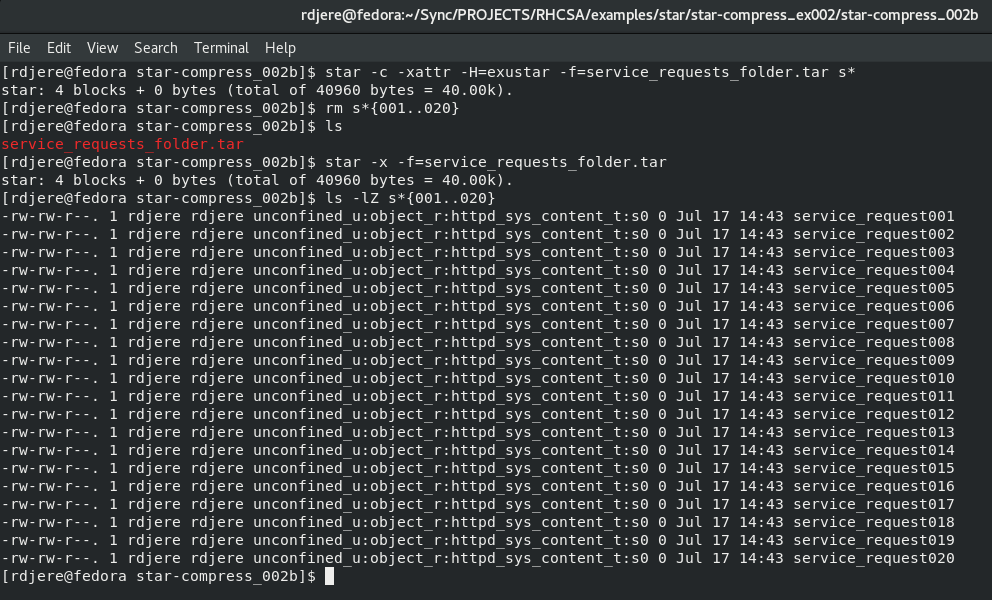 rdjere@fedora:~/Sync/PROJECTS/RHCSA/examples/star/star-compress_ex002/star-compress_002b
File Edit View Search Terminal Help
[rdjere@fedora star-compress_002b]$ star -c -xattr -H=exustar -f=service_requests_folder.tar s*
star: 4 blocks + 0 bytes (total of 40960 bytes = 40.00k).
[rdjere@fedora star-compress_002b]$ rm s*{001..020}
[rdjere@fedora star-compress_002b]$ ls
service_requests_folder.tar
[rdjere@fedora star-compress_002b]$ star -x -f=service_requests_folder.tar
star: 4 blocks + 0 bytes (total of 40960 bytes = 40.00k).
[rdjere@fedora star-compress_002b]$ ls -lZ s*{001..020}
-rw-rw-r--. 1 rdjere rdjere unconfined_u:object_r:httpd_sys_content_t:s0 0 Jul 17 14:43 service_request001
-rw-rw-r--. 1 rdjere rdjere unconfined_u:object_r:httpd_sys_content_t:s0 0 Jul 17 14:43 service_request002
-rw-rw-r--. 1 rdjere rdjere unconfined_u:object_r:httpd_sys_content_t:s0 0 Jul 17 14:43 service_request003
-rw-rw-r--. 1 rdjere rdjere unconfined_u:object_r:httpd_sys_content_t:s0 0 Jul 17 14:43 service_request004
-rw-rw-r--. 1 rdjere rdjere unconfined_u:object_r:httpd_sys_content_t:s0 0 Jul 17 14:43 service_request005
-rw-rw-r--. 1 rdjere rdjere unconfined_u:object_r:httpd_sys_content_t:s0 0 Jul 17 14:43 service_request006
-rw-rw-r--. 1 rdjere rdjere unconfined_u:object_r:httpd_sys_content_t:s0 0 Jul 17 14:43 service_request007
-rw-rw-r--. 1 rdjere rdjere unconfined_u:object_r:httpd_sys_content_t:s0 0 Jul 17 14:43 service_request008
-rw-rw-r--. 1 rdjere rdjere unconfined_u:object_r:httpd_sys_content_t:s0 0 Jul 17 14:43 service_request009
-rw-rw-r--. 1 rdjere rdjere unconfined_u:object_r:httpd_sys_content_t:s0 0 Jul 17 14:43 service_request010
-rw-rw-r--. 1 rdjere rdjere unconfined_u:object_r:httpd_sys_content_t:s0 0 Jul 17 14:43 service_request011
-rw-rw-r--. 1 rdjere rdjere unconfined_u:object_r:httpd_sys_content_t:s0 0 Jul 17 14:43 service_request012
-rw-rw-r--. 1 rdjere rdjere unconfined_u:object_r:httpd_sys_content_t:s0 0 Jul 17 14:43 service_request013
-rw-rw-r--. 1 rdjere rdjere unconfined_u:object_r:httpd_sys_content_t:s0 0 Jul 17 14:43 service_request014
-rw-rw-r--. 1 rdjere rdjere unconfined_u:object_r:httpd_sys_content_t:s0 0 Jul 17 14:43 service_request015
-rw-rw-r--. 1 rdjere rdjere unconfined_u:object_r:httpd_sys_content_t:s0 0 Jul 17 14:43 service_request016
-rw-rw-r--. 1 rdjere rdjere unconfined_u:object_r:httpd_sys_content_t:s0 0 Jul 17 14:43 service_request017
-rw-rw-r--. 1 rdjere rdjere unconfined_u:object_r:httpd_sys_content_t:s0 0 Jul 17 14:43 service_request018
-rw-rw-r--. 1 rdjere rdjere unconfined_u:object_r:httpd_sys_content_t:s0 0 Jul 17 14:43 service_request019
-rw-rw-r--. 1 rdjere rdjere unconfined_u:object_r:httpd_sys_content_t:s0 0 Jul 17 14:43 service_request020
[rdjere@fedora star-compress_002b]$